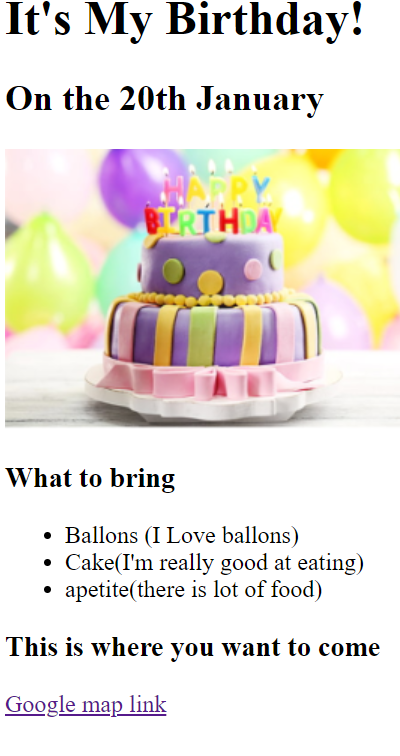 It's My Birthday!
On the 20th January
HAPPY
BIRTHDAY
What to bring
Ballons (I Love ballons)
Cake(I'm really good at eating)
apetite(there is lot of food)
This is where you want to come
Google map link